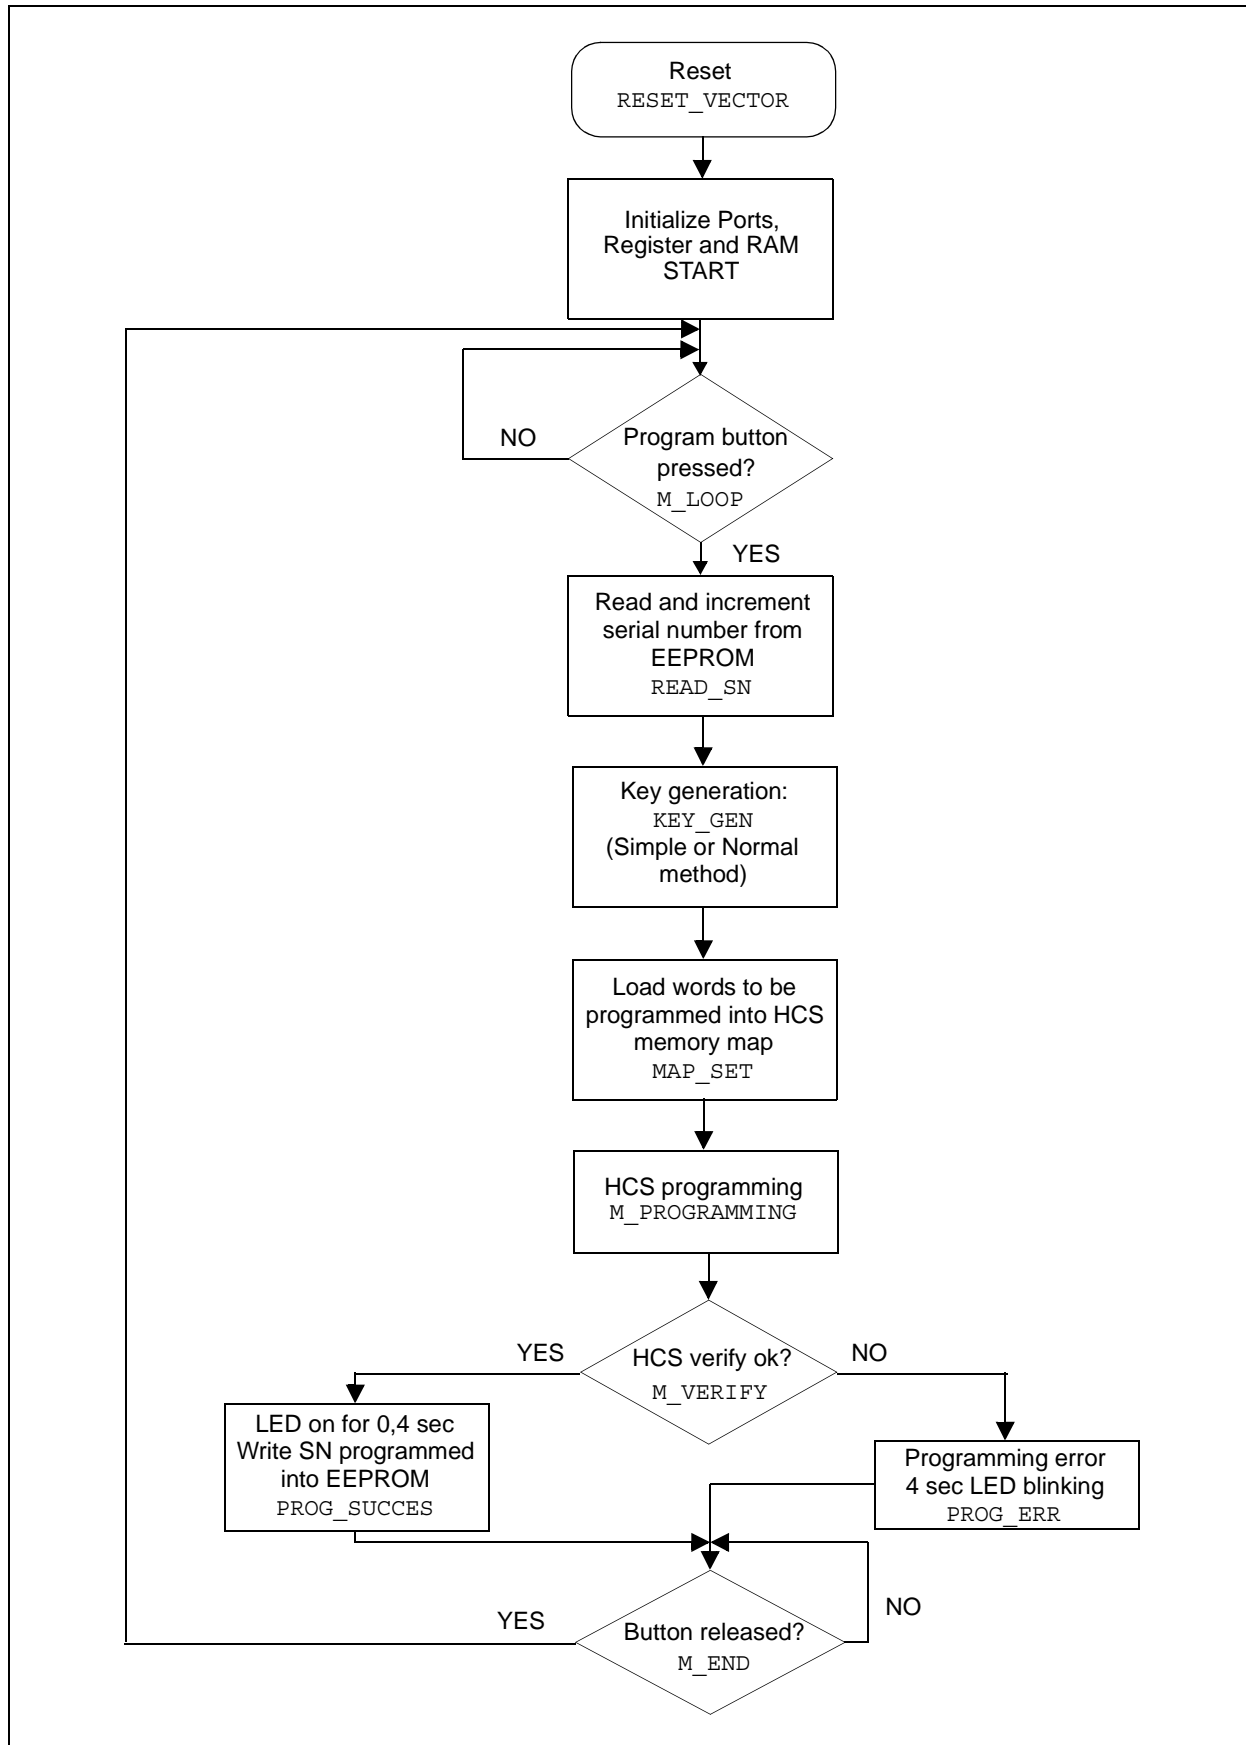 Reset
RESET_VECTOR
Initialize Ports,
Register and RAM
START
NO
Program button
pressed?
M_LOOP
YES
Read and increment
serial number from
EEPROM
READ_SN
Key generation:
KEY_GEN
(Simple or Normal
method)
Load words to be
programmed into HCS
memory map
MAP_SET
HCS programming
M_PROGRAMMING
YES
HCS verify ok?
NO
M_VERIFY
LED on for 0,4 sec
Write SN programmed
into EEPROM
PROG_SUCCES
Programming error
4 sec LED blinking
PROG_ERR
YES
Button released?
NO
M_END